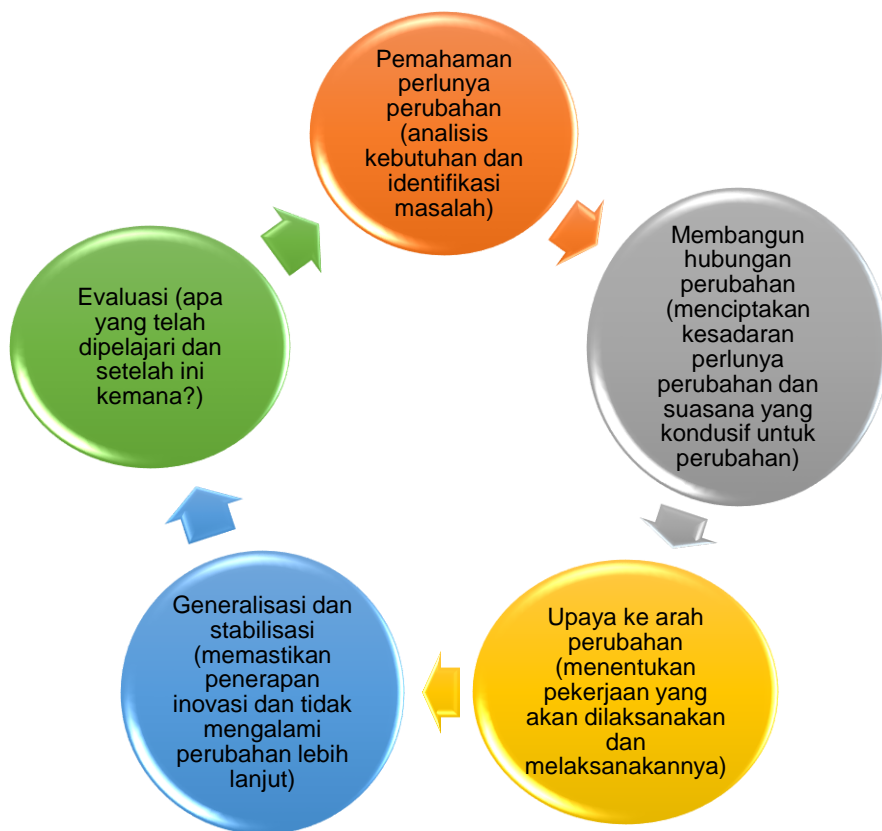 Pemahaman
perlunya
perubahan
(analisis
kebutuhan dan
identifikasi
masalah)
Membangun
hubungan
perubahan
(menciptakan
kesadaran
perlunya
perubahan dan
suasana yang
kondusif untuk
perubahan)
Upaya ke arah
perubahan
(menentukan
pekerjaan yang
akan dilaksanakan
dan
melaksanakannya)
Generalisasi dan
stabilisasi
(memastikan
penerapan
inovasi dan tidak
mengalami
perubahan lebih
lanjut)
Evaluasi (apa
yang telah
dipelajari dan
setelah ini
kemana?)